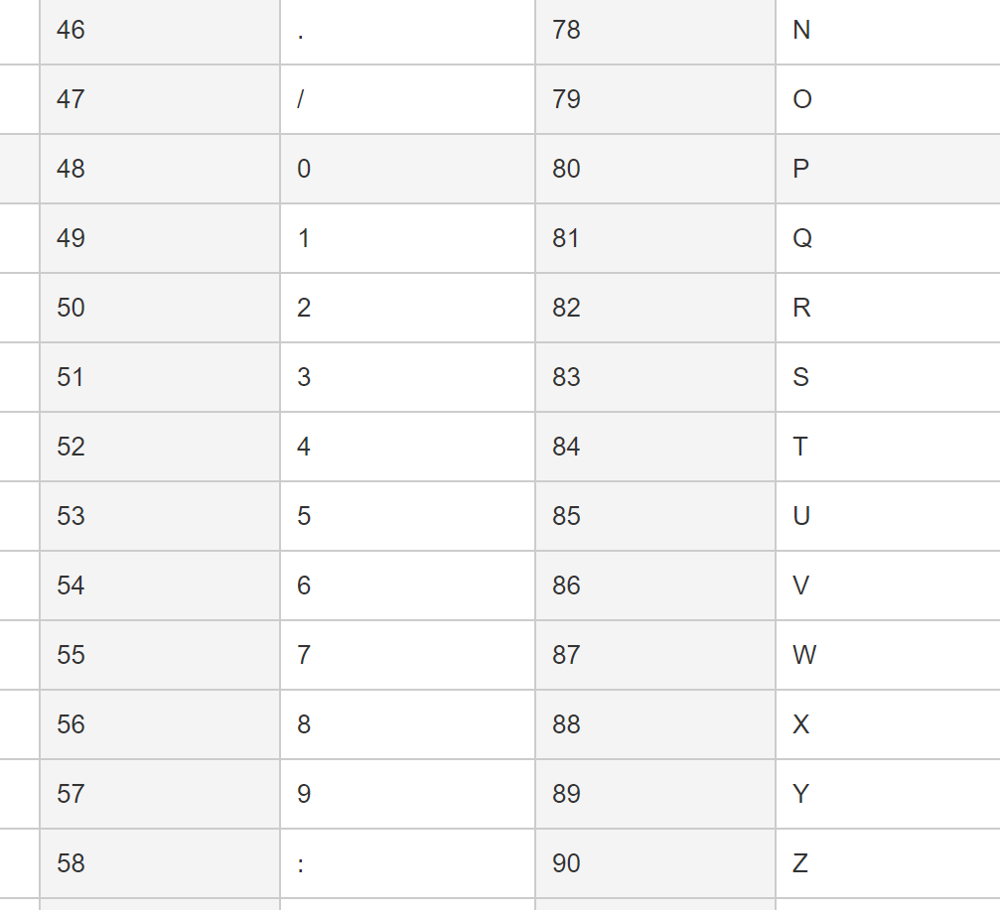 46 . 78 N
47 / 79 O
48 0 80 P
49 1 81 Q
50 2 82 R
51 3 83 S
52 4 84 T
53 5 85 U
54 6 86 V
55 7 87 W
56 8 88 X
57 9 89 Y
58 : 90 Z